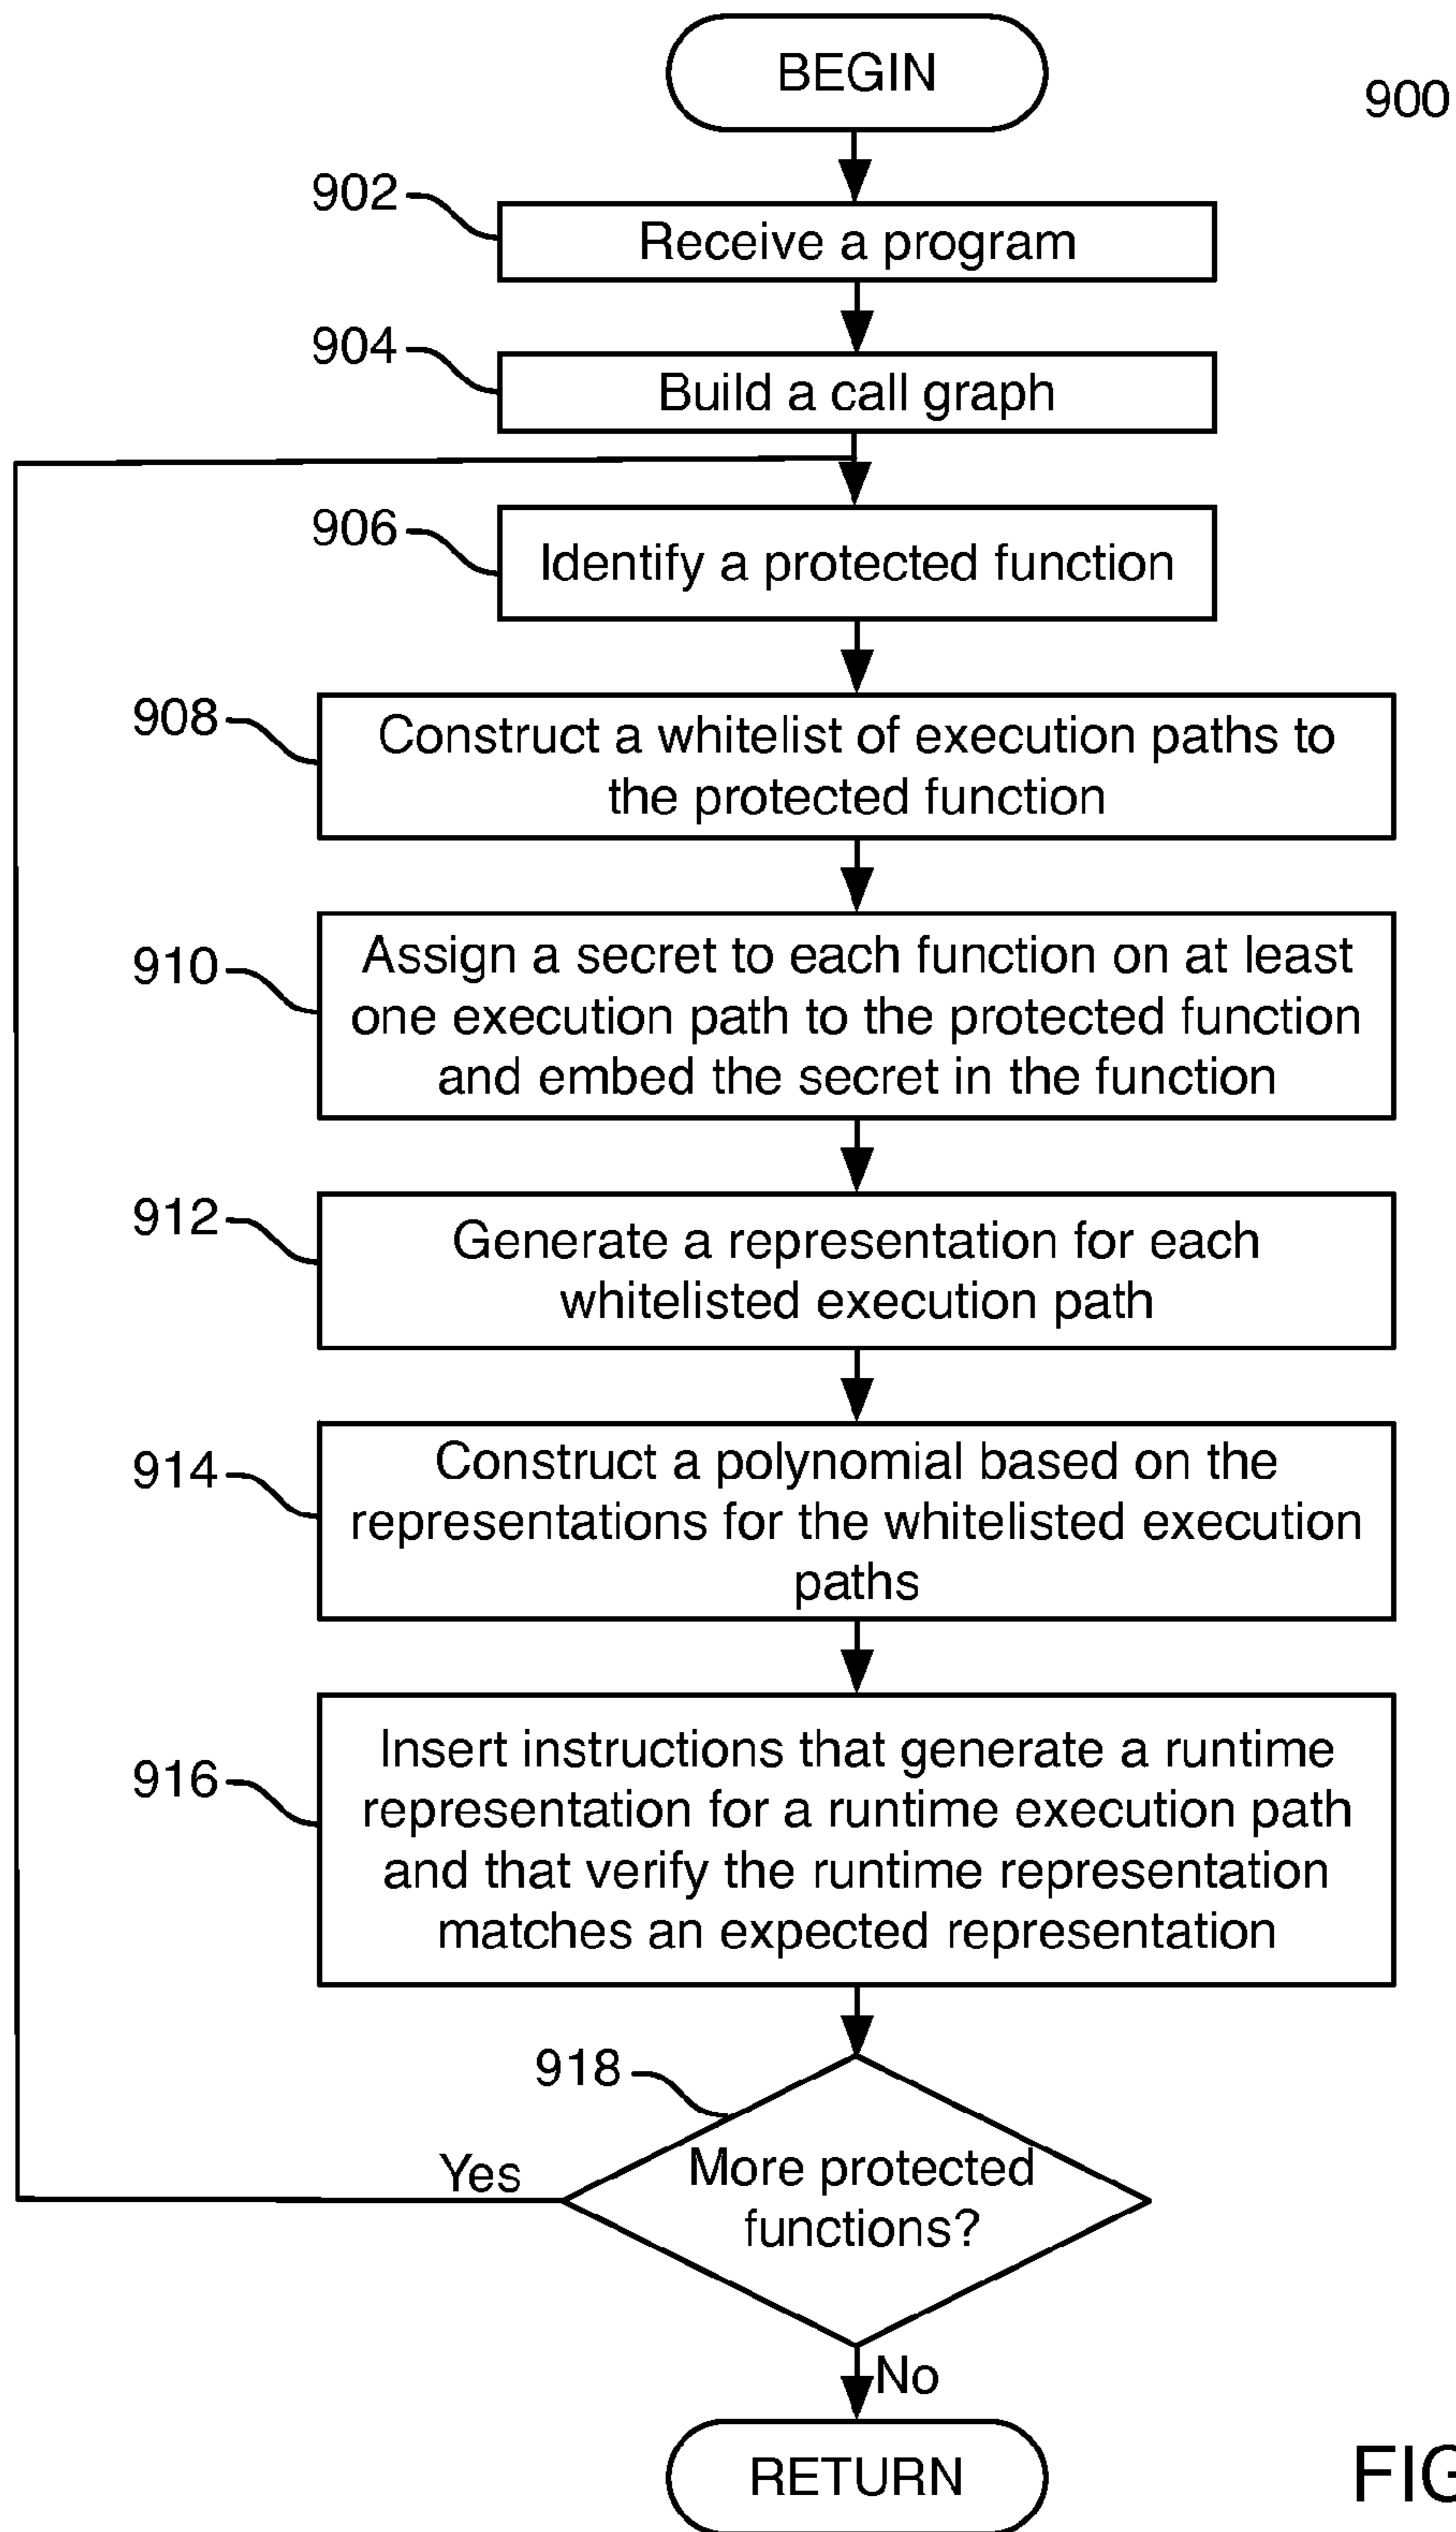 BEGIN
900
902
Receive a program
904
Build a call graph
906
Identify a protected function
908
Construct a whitelist of execution paths to
the protected function
910
Assign a secret to each function on at least
one execution path to the protected function
and embed the secret in the function
912
Generate a representation for each
whitelisted execution path
914
Construct a polynomial based on the
representations for the whitelisted execution
paths
916
Insert instructions that generate a runtime
representation for a runtime execution path
and that verify the runtime representation
matches an expected representation
918
More protected
functions?
Yes
No
RETURN